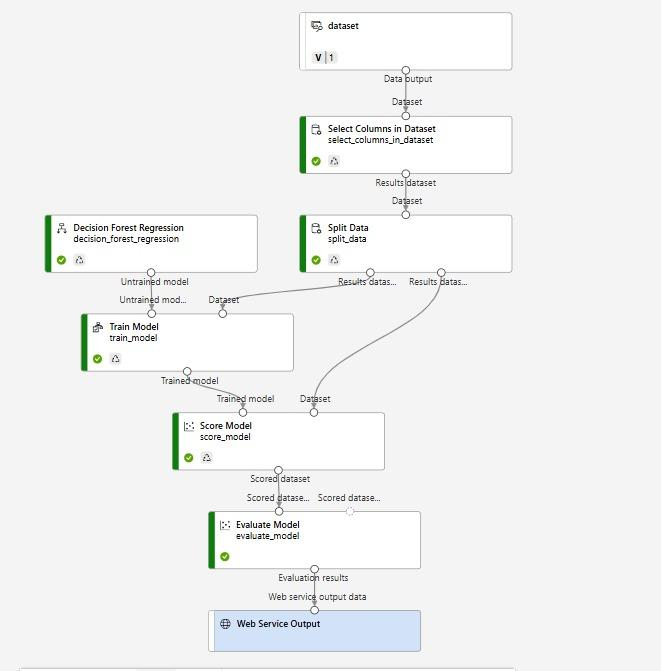 dataset
V | 1
Data output
Dataset
Select Columns in Dataset
select_columns_in_dataset
Results dataset
Dataset
Decision Forest Regression
decision_forest_regression
Split Data
split_data
Untrained model
Results datas...
Results datas...
Untrained mod...
Dataset
Train Model
train_model
Trained model
Trained model
Dataset
Score Model
score_model
Scored dataset
Scored datase...
Scored datase...
Evaluate Model
evaluate_model
Evaluation results
Web service output data
Web Service Output